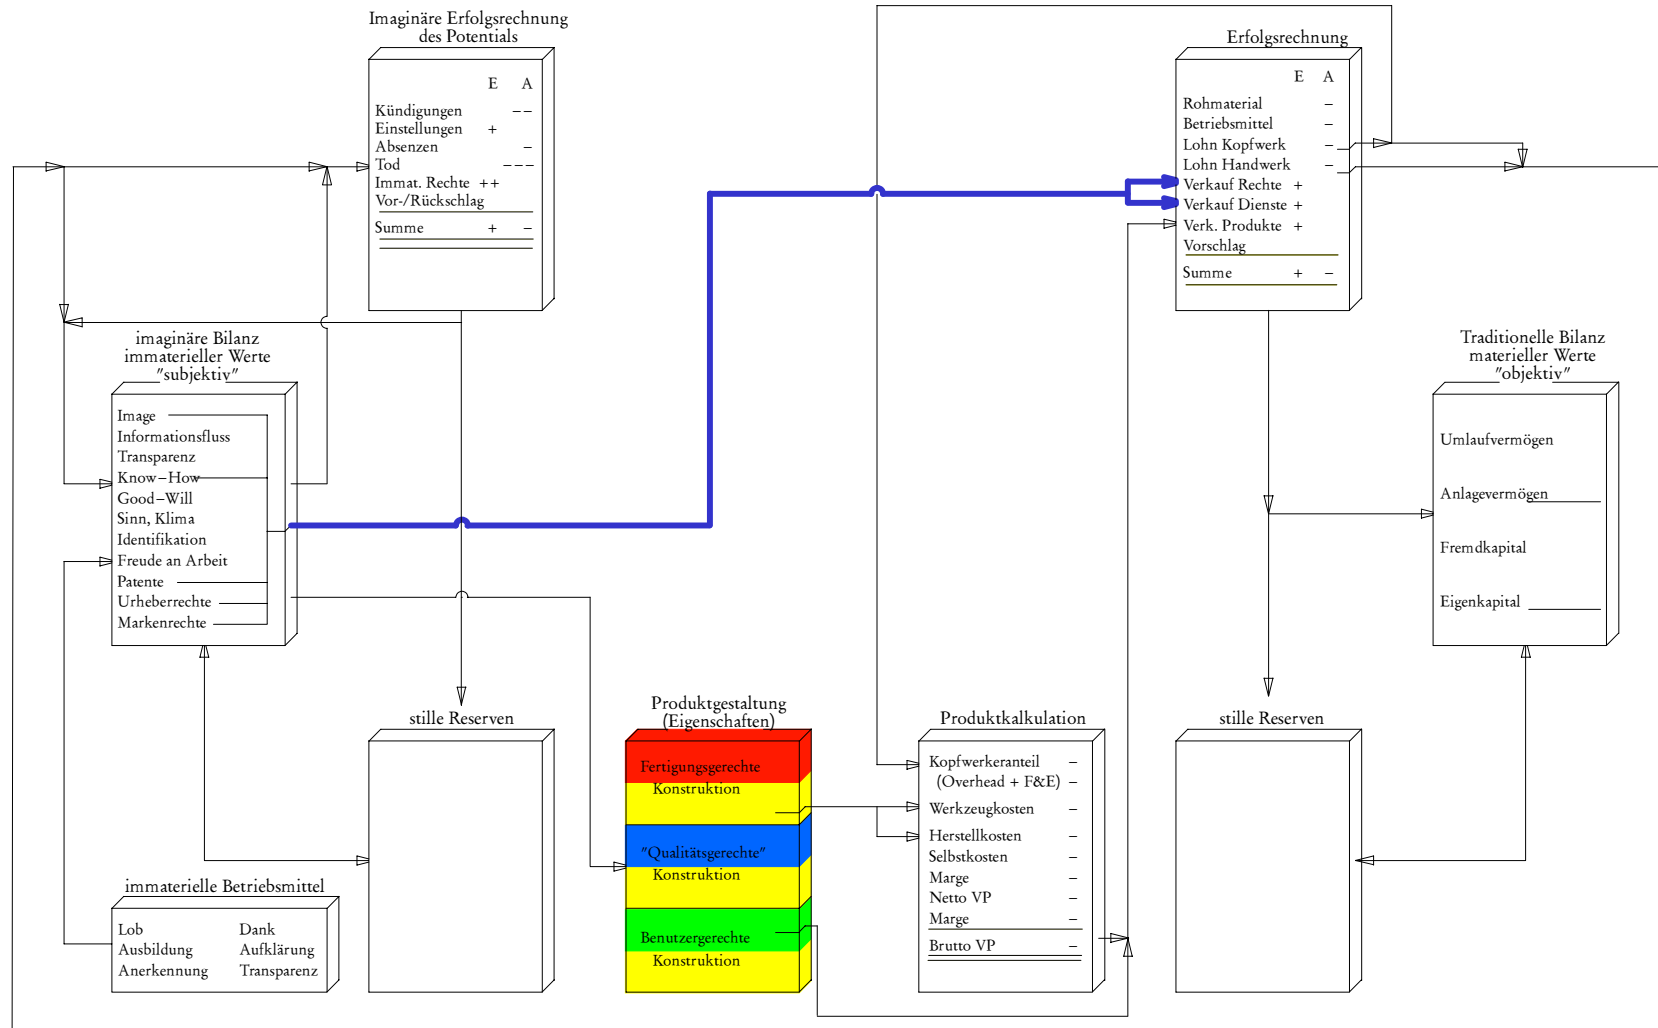 Imaginäre Erfolgsrechnung
des Potentials
E A
Kündigungen −−
Einstellungen +
Absenzen −
Tod −−−
Immat. Rechte ++
Vor-/Rückschlag
Summe + −
Erfolgsrechnung
E A
Rohmaterial −
Betriebsmittel −
Lohn Kopfwerk −
Lohn Handwerk −
Verkauf Rechte +
Verkauf Dienste +
Verk. Produkte +
Vorschlag
Summe + −
imaginäre Bilanz
immaterieller Werte
"subjektiv"
Image
Informationsfluss
Transparenz
Know−How
Good−Will
Sinn, Klima
Identifikation
Freude an Arbeit
Patente
Urheberrechte
Markenrechte
Traditionelle Bilanz
materieller Werte
"objektiv"
Umlaufvermögen
Anlagevermögen
Fremdkapital
Eigenkapital
immaterielle Betriebsmittel
Lob Dank
Ausbildung Aufklärung
Anerkennung Transparenz
stille Reserven
Produktgestaltung
(Eigenschaften)
Fertigungsgerechte
Konstruktion
"Qualitätsgerechte"
Konstruktion
Benutzergerechte
Konstruktion
Produktkalkulation
Kopfwerkeranteil −
(Overhead + F&E) −
Werkzeugkosten −
Herstellkosten −
Selbstkosten −
Marge −
Netto VP −
Marge −
Brutto VP −
stille Reserven